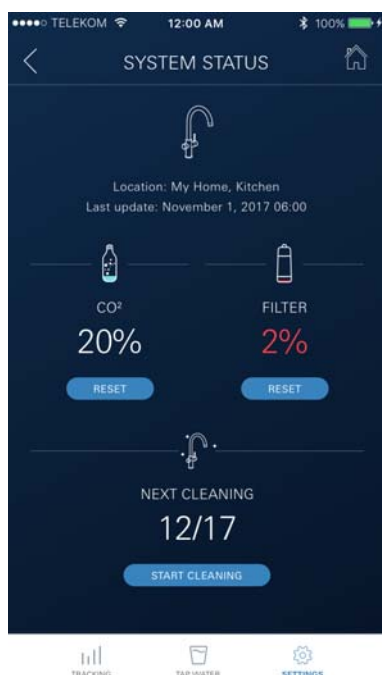 TELEKOM 12:00 AM 100%
SYSTEM STATUS
Location: My Home, Kitchen
Last update: November 1, 2017 06:00
CO² FILTER
20% 2%
RESET RESET
NEXT CLEANING
12/17
START CLEANING
TRACKING TAP WATER SETTINGS